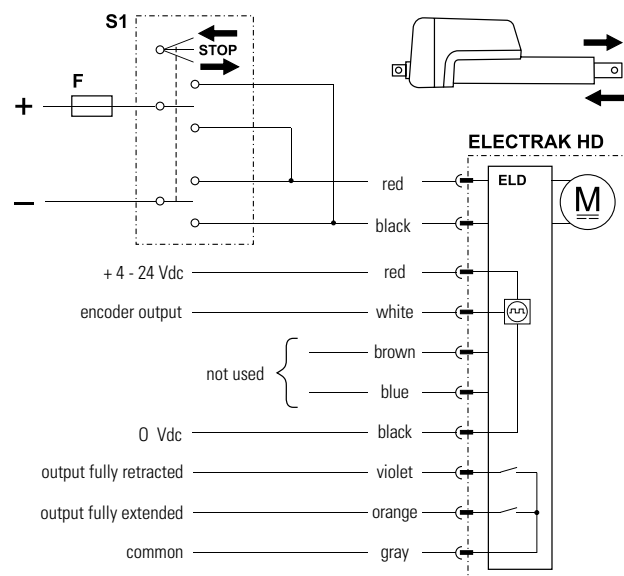 S1
STOP
F
+
–
ELECTRAK HD
ELD
M
red
black
+ 4 - 24 Vdc red
encoder output white
not used
brown
blue
0 Vdc black
output fully retracted violet
output fully extended orange
common gray